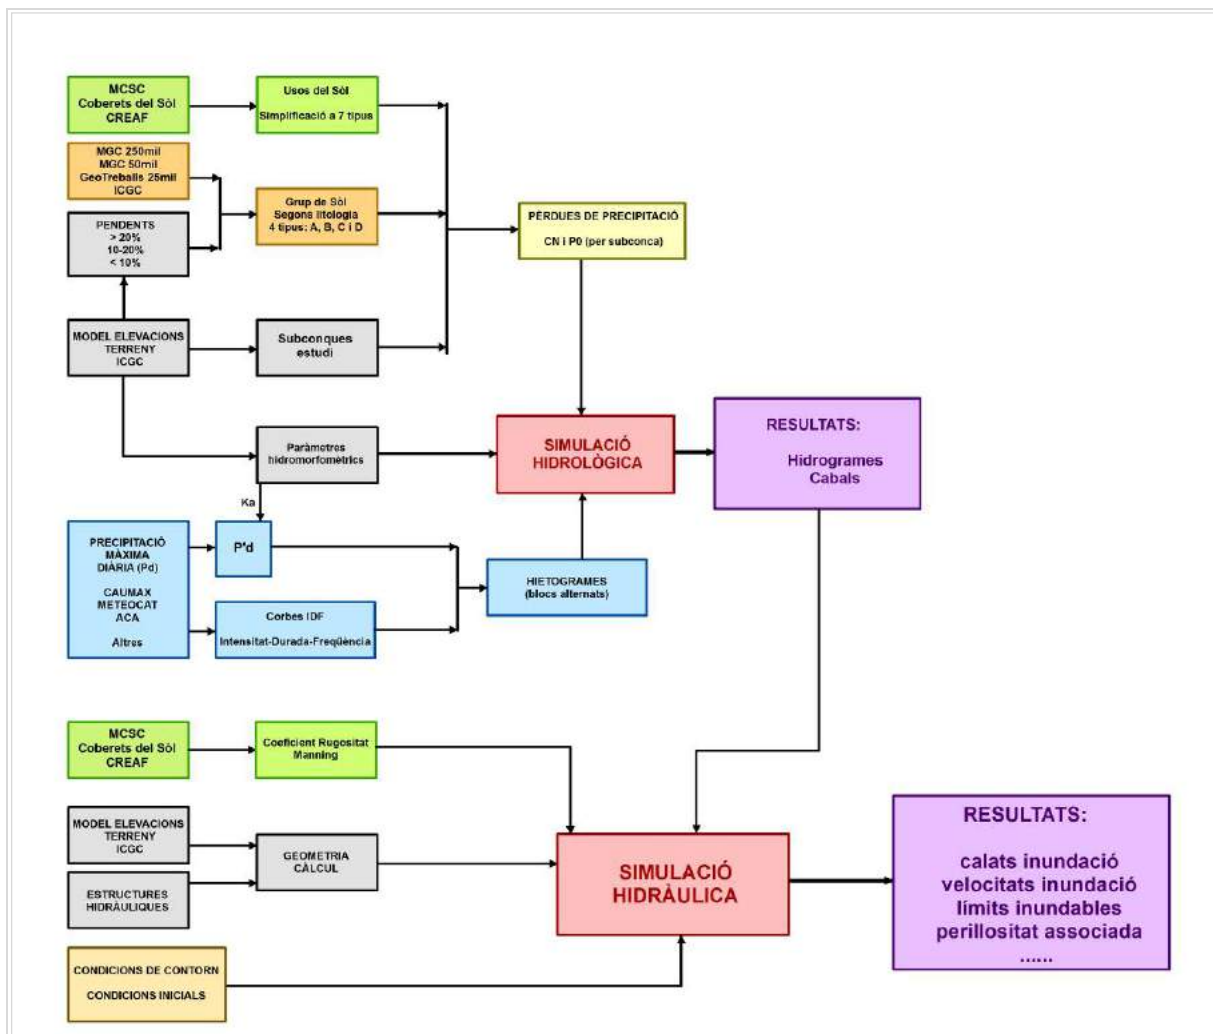 MCSC
Coberets del Sòl
CREAF
Usos del Sòl
Simplificació a 7 tipus
MGC 250mil
MGC 50mil
GeoTreballs 25mil
ICGC
Grup de Sòl
Segons litologia
4 tipus: A, B, C i D
PÈRDUES DE PRECIPITACIÓ
CN i P0 (per subconca)
PENDENTS
> 20%
10-20%
< 10%
MODEL ELEVACIONS
TERRENY
ICGC
Subconques
estudi
Paràmetres
hidromorfomètrics
SIMULACIÓ
HIDROLÒGICA
RESULTATS:
Hidrogrames
Cabals
Ka
PRECIPITACIÓ
MÀXIMA
DIÀRIA (Pd)
CAUMAX
METEOCAT
ACA
Altres
P'd
Corbes IDF
Intensitat-Durada-Freqüència
HIETOGRAMES
(blocs alternats)
MCSC
Coberets del Sòl
CREAF
Coeficient Rugositat
Manning
MODEL ELEVACIONS
TERRENY
ICGC
ESTRUCTURES
HIDRÀULIQUES
GEOMETRIA
CÀLCUL
SIMULACIÓ
HIDRÀULICA
RESULTATS:
calats inundació
velocitats inundació
límits inundables
perillositat associada
......
CONDICIONS DE CONTORN
CONDICIONS INICIALS